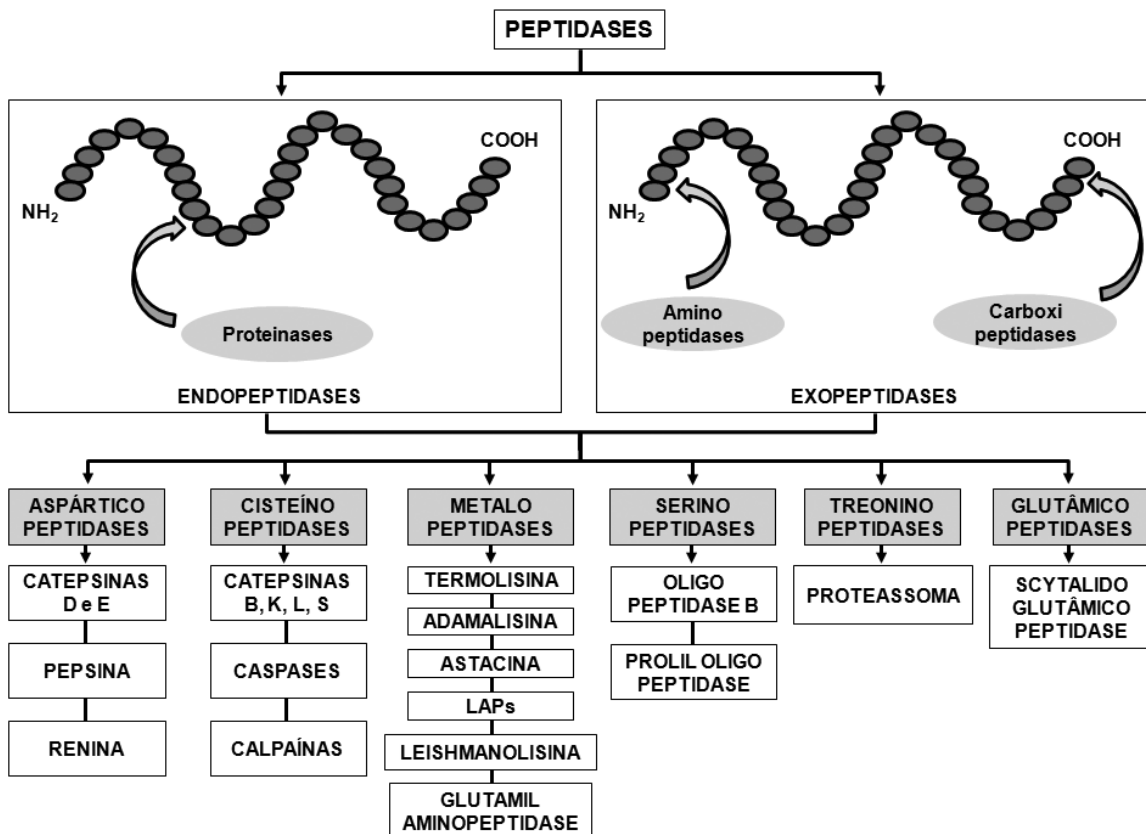 PEPTIDASES
COOH
NH2
Proteinases
ENDOPEPTIDASES
COOH
NH2
Amino
peptidases
Carboxi
peptidases
EXOPEPTIDASES
ASPÁRTICO
PEPTIDASES
CATEPSINAS
D e E
PEPSINA
RENINA
CISTEÍNO
PEPTIDASES
CATEPSINAS
B, K, L, S
CASPASES
CALPAÍNAS
METALO
PEPTIDASES
TERMOLISINA
ADAMALISINA
ASTACINA
LAPs
LEISHMANOLISINA
GLUTAMIL
AMINOPEPTIDASE
SERINO
PEPTIDASES
OLIGO
PEPTIDASE B
PROLIL OLIGO
PEPTIDASE
TREONINO
PEPTIDASES
PROTEASSOMA
GLUTÂMICO
PEPTIDASES
SCYTALIDO
GLUTÂMICO
PEPTIDASE